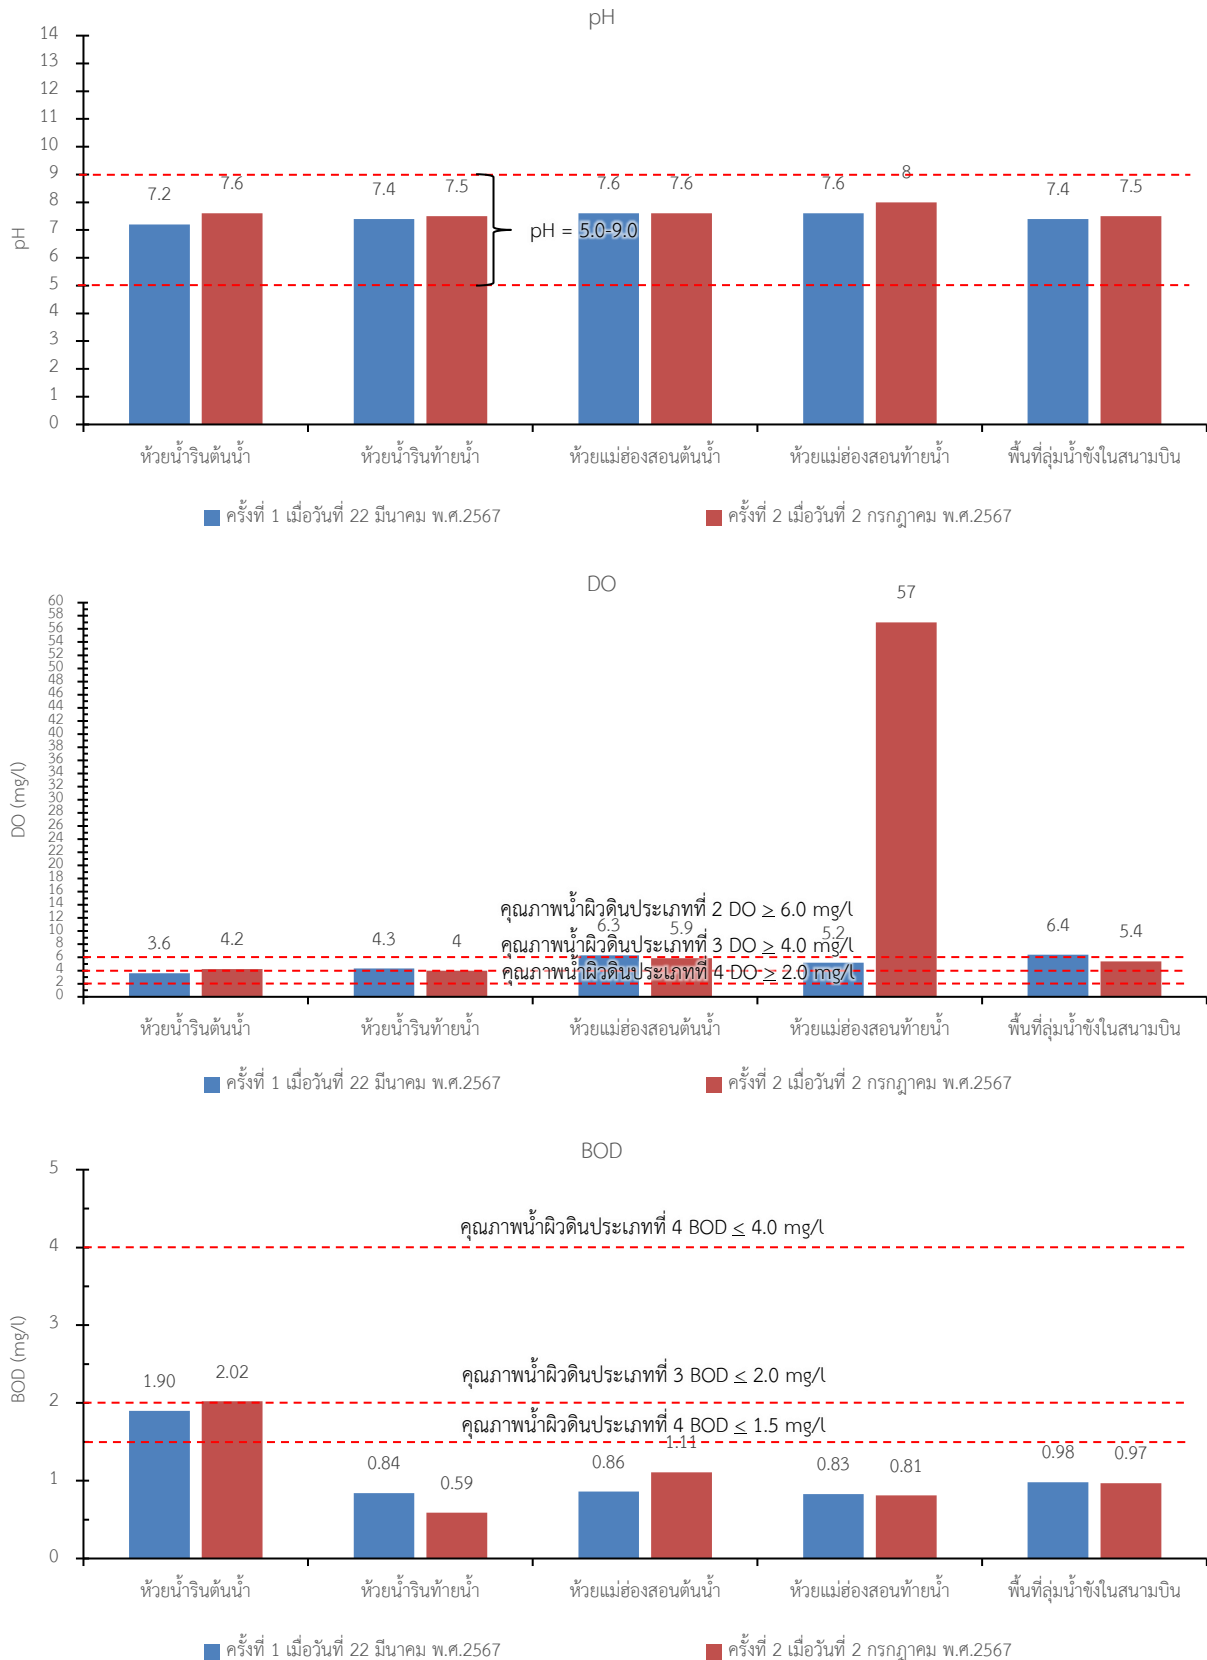 pH
14
13
12
11
10
9
8
7
6
5
4
3
2
1
0
pH
7.2 7.6 7.4 7.5 7.6 7.6 7.6 8 7.4 7.5
pH = 5.0-9.0
ห้วยน้ำรินต้นน้ำ ห้วยน้ำรินท้ายน้ำ ห้วยแม่ฮ่องสอนต้นน้ำ ห้วยแม่ฮ่องสอนท้ายน้ำ พื้นที่ลุ่มน้ำขังในสนามบิน
ครั้งที่ 1 เมื่อวันที่ 22 มีนาคม พ.ศ.2567 ครั้งที่ 2 เมื่อวันที่ 2 กรกฎาคม พ.ศ.2567
DO
60
58
56
54
52
50
48
46
44
42
40
38
36
34
32
30
28
26
24
22
20
18
16
14
12
10
8
6
4
2
0
DO (mg/l)
57
คุณภาพน้ำผิวดินประเภทที่ 2 DO ≥ 6.0 mg/l
3.6 4.2 4.3 4 6.3 5.9 5.2 6.4 5.4
คุณภาพน้ำผิวดินประเภทที่ 3 DO ≥ 4.0 mg/l
คุณภาพน้ำผิวดินประเภทที่ 4 DO ≥ 2.0 mg/l
ห้วยน้ำรินต้นน้ำ ห้วยน้ำรินท้ายน้ำ ห้วยแม่ฮ่องสอนต้นน้ำ ห้วยแม่ฮ่องสอนท้ายน้ำ พื้นที่ลุ่มน้ำขังในสนามบิน
ครั้งที่ 1 เมื่อวันที่ 22 มีนาคม พ.ศ.2567 ครั้งที่ 2 เมื่อวันที่ 2 กรกฎาคม พ.ศ.2567
BOD
5
4
3
2
1
0
BOD (mg/l)
คุณภาพน้ำผิวดินประเภทที่ 4 BOD ≤ 4.0 mg/l
คุณภาพน้ำผิวดินประเภทที่ 3 BOD ≤ 2.0 mg/l
คุณภาพน้ำผิวดินประเภทที่ 4 BOD ≤ 1.5 mg/l
1.90 2.02 0.84 0.59 0.86 1.11 0.83 0.81 0.98 0.97
ห้วยน้ำรินต้นน้ำ ห้วยน้ำรินท้ายน้ำ ห้วยแม่ฮ่องสอนต้นน้ำ ห้วยแม่ฮ่องสอนท้ายน้ำ พื้นที่ลุ่มน้ำขังในสนามบิน
ครั้งที่ 1 เมื่อวันที่ 22 มีนาคม พ.ศ.2567 ครั้งที่ 2 เมื่อวันที่ 2 กรกฎาคม พ.ศ.2567